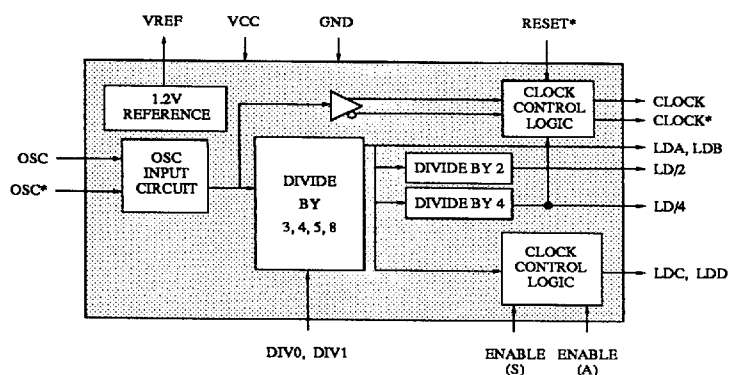 VREF
VCC
GND
RESET*
1.2V
REFERENCE
CLOCK
CONTROL
LOGIC
CLOCK
CLOCK*
OSC
OSC*
OSC
INPUT
CIRCUIT
DIVIDE
BY
3, 4, 5, 8
LDA, LDB
DIVIDE BY 2
LD/2
DIVIDE BY 4
LD/4
CLOCK
CONTROL
LOGIC
LDC, LDD
DIV0, DIV1
ENABLE
(S)
ENABLE
(A)